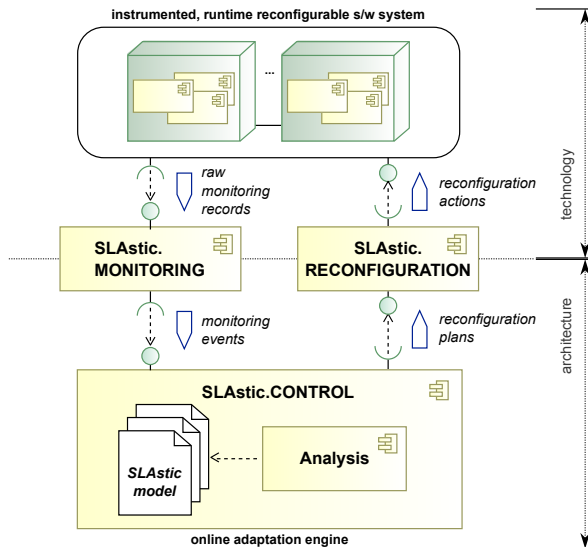 instrumented, runtime reconfigurable s/w system
...
raw
monitoring
records
reconfiguration
actions
technology
SLAstic.
MONITORING
SLAstic.
RECONFIGURATION
monitoring
events
reconfiguration
plans
architecture
SLAstic.CONTROL
SLAstic
model
Analysis
online adaptation engine